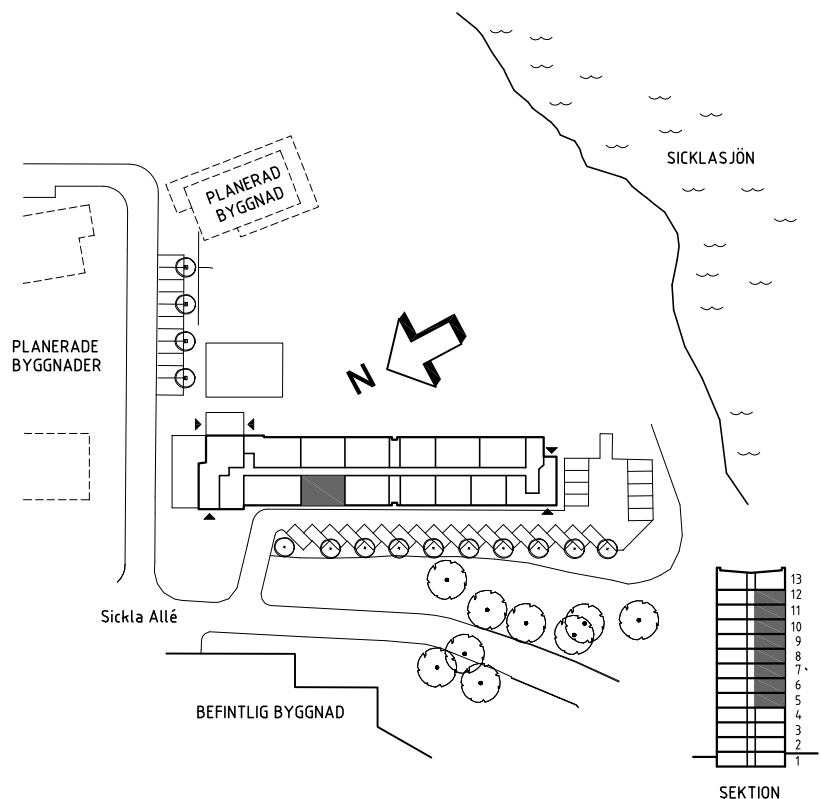 SICKLASJÖN
PLANERAD
BYGGNAD
PLANERADE
BYGGNADER
N
Sickla Allé
BEFINTLIG BYGGNAD
13
12
11
10
9
8
7
6
5
4
3
2
1
SEKTION